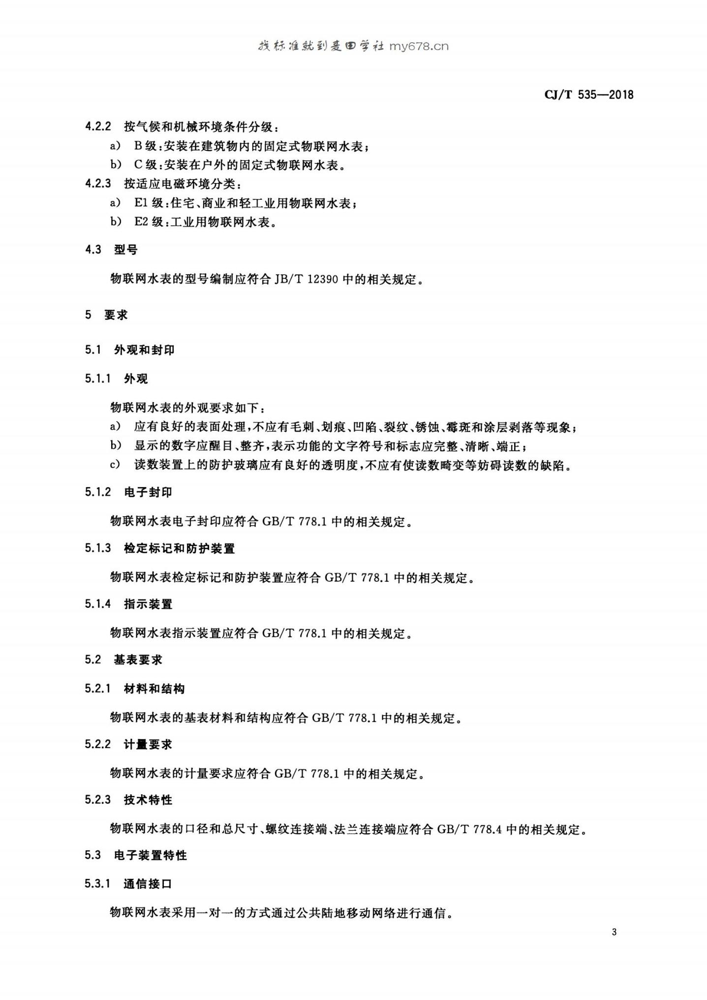 找标准就到麦田学社 my678.cn
CJ/T 535—2018
4.2.2 按气候和机械环境条件分级：
a) B级：安装在建筑物内的固定式物联网水表；
b) C级：安装在户外的固定式物联网水表。
4.2.3 按适应电磁环境分类：
a) E1级：住宅、商业和轻工业用物联网水表；
b) E2级：工业用物联网水表。
4.3 型号
物联网水表的型号编制应符合 JB/T 12390 中的相关规定。
5 要求
5.1 外观和封印
5.1.1 外观
物联网水表的外观要求如下：
a) 应有良好的表面处理，不应有毛刺、划痕、凹陷、裂纹、锈蚀、霉斑和涂层剥落等现象；
b) 显示的数字应醒目、整齐，表示功能的文字符号和标志应完整、清晰、端正；
c) 读数装置上的防护玻璃应有良好的透明度，不应有使读数畸变等妨碍读数的缺陷。
5.1.2 电子封印
物联网水表电子封印应符合 GB/T 778.1 中的相关规定。
5.1.3 检定标记和防护装置
物联网水表检定标记和防护装置应符合 GB/T 778.1 中的相关规定。
5.1.4 指示装置
物联网水表指示装置应符合 GB/T 778.1 中的相关规定。
5.2 基表要求
5.2.1 材料和结构
物联网水表的基表材料和结构应符合 GB/T 778.1 中的相关规定。
5.2.2 计量要求
物联网水表的计量要求应符合 GB/T 778.1 中的相关规定。
5.2.3 技术特性
物联网水表的口径和总尺寸、螺纹连接端、法兰连接端应符合 GB/T 778.4 中的相关规定。
5.3 电子装置特性
5.3.1 通信接口
物联网水表采用一对一的方式通过公共陆地移动网络进行通信。
3